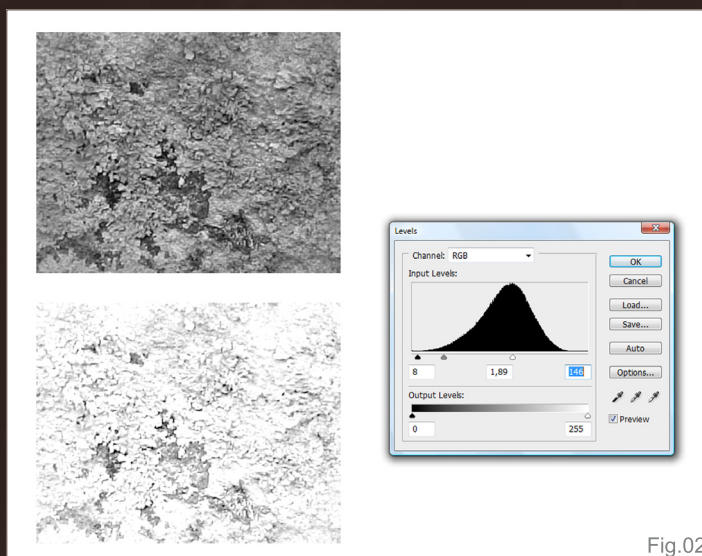 Levels
Channel: RGB
OK
Input Levels:
Cancel
Load...
Save...
Auto
8 1,89 146
Options...
Output Levels:
Preview
0 255
Fig.02